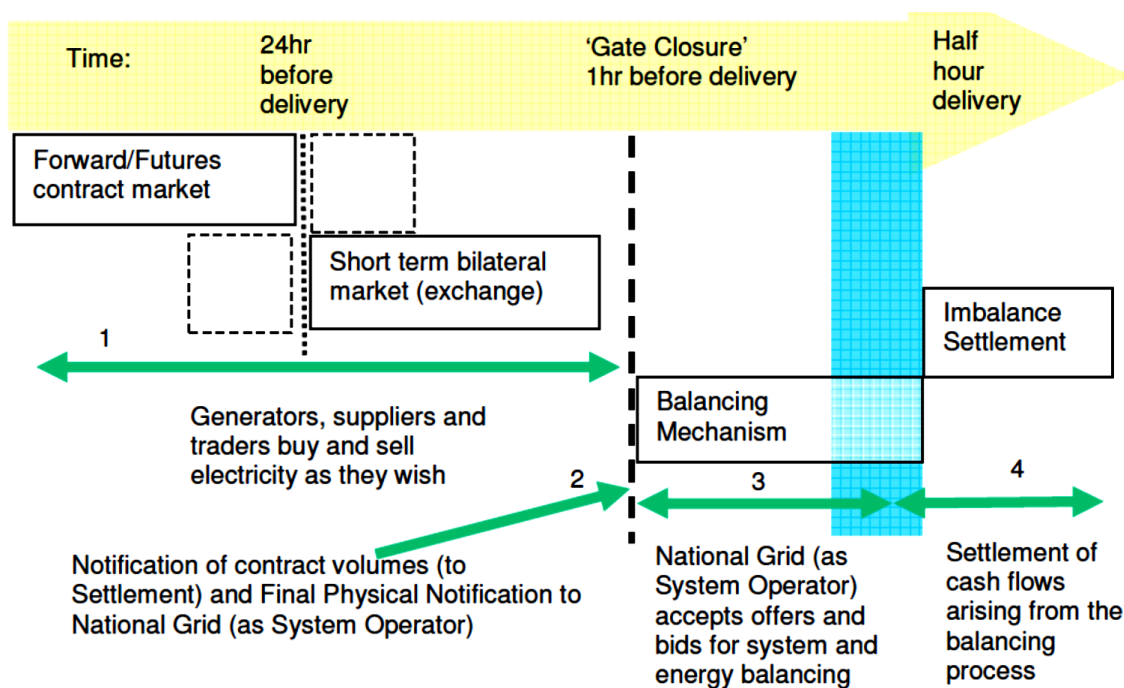 Time:
24hr
before
delivery
‘Gate Closure’
1hr before delivery
Half
hour
delivery
Forward/Futures
contract market
Short term bilateral
market (exchange)
Imbalance
Settlement
1
Generators, suppliers and
traders buy and sell
electricity as they wish
Balancing
Mechanism
2
3
4
Notification of contract volumes (to
Settlement) and Final Physical Notification to
National Grid (as System Operator)
National Grid (as
System Operator)
accepts offers and
bids for system and
energy balancing
Settlement of
cash flows
arising from the
balancing
process